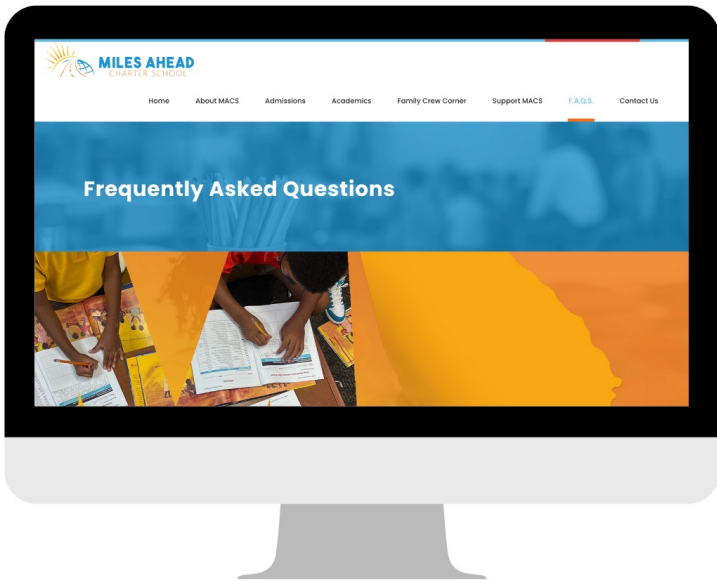 MILES AHEAD
CHARTER SCHOOL
Home About MACS Admissions Academics Family Crew Corner Support MACS F.A.Q.S. Contact Us
Frequently Asked Questions